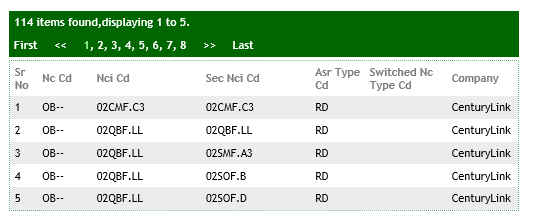 114 items found,displaying 1 to 5.
First << 1, 2, 3, 4, 5, 6, 7, 8 >> Last
Sr No Nc Cd Nci Cd Sec Nci Cd Asr Type Cd Switched Nc Type Cd Company
1 OB-- 02CMF.C3 02CMF.C3 RD CenturyLink
2 OB-- 02QBF.LL 02QBF.LL RD CenturyLink
3 OB-- 02QBF.LL 02SMF.A3 RD CenturyLink
4 OB-- 02QBF.LL 02SOF.B RD CenturyLink
5 OB-- 02QBF.LL 02SOF.D RD CenturyLink